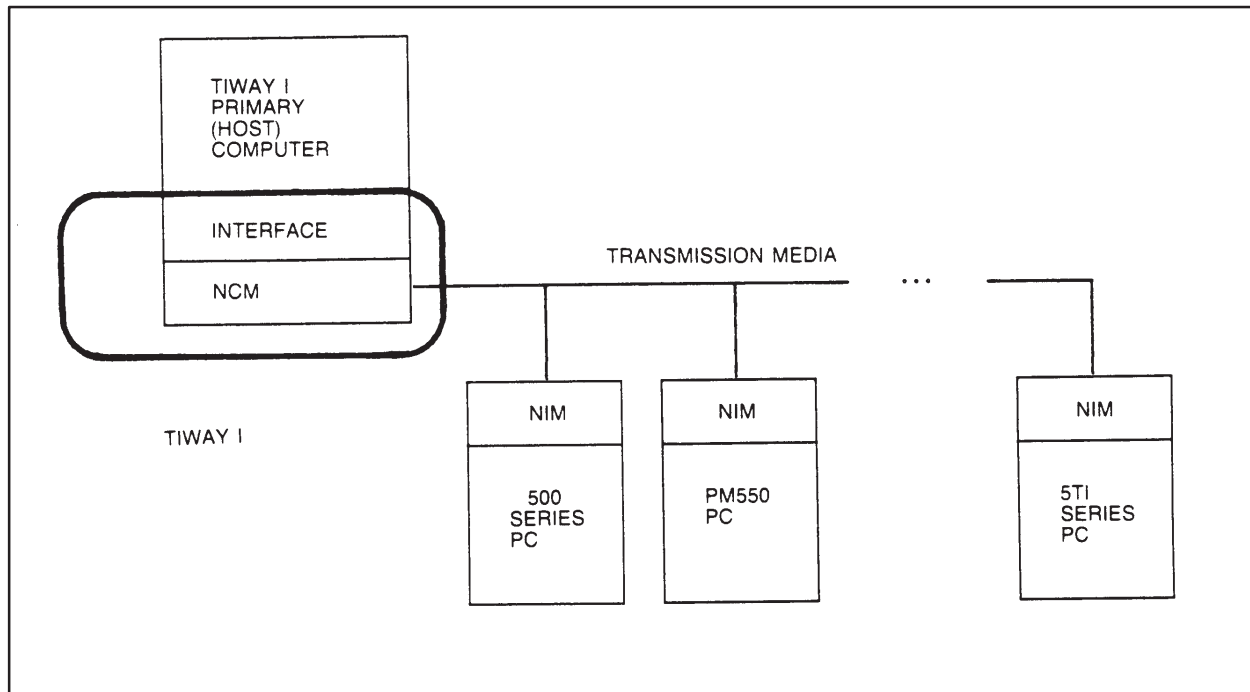 TIWAY I
PRIMARY
(HOST)
COMPUTER
INTERFACE
NCM
TRANSMISSION MEDIA
...
TIWAY I
NIM
500
SERIES
PC
NIM
PM550
PC
NIM
5TI
SERIES
PC